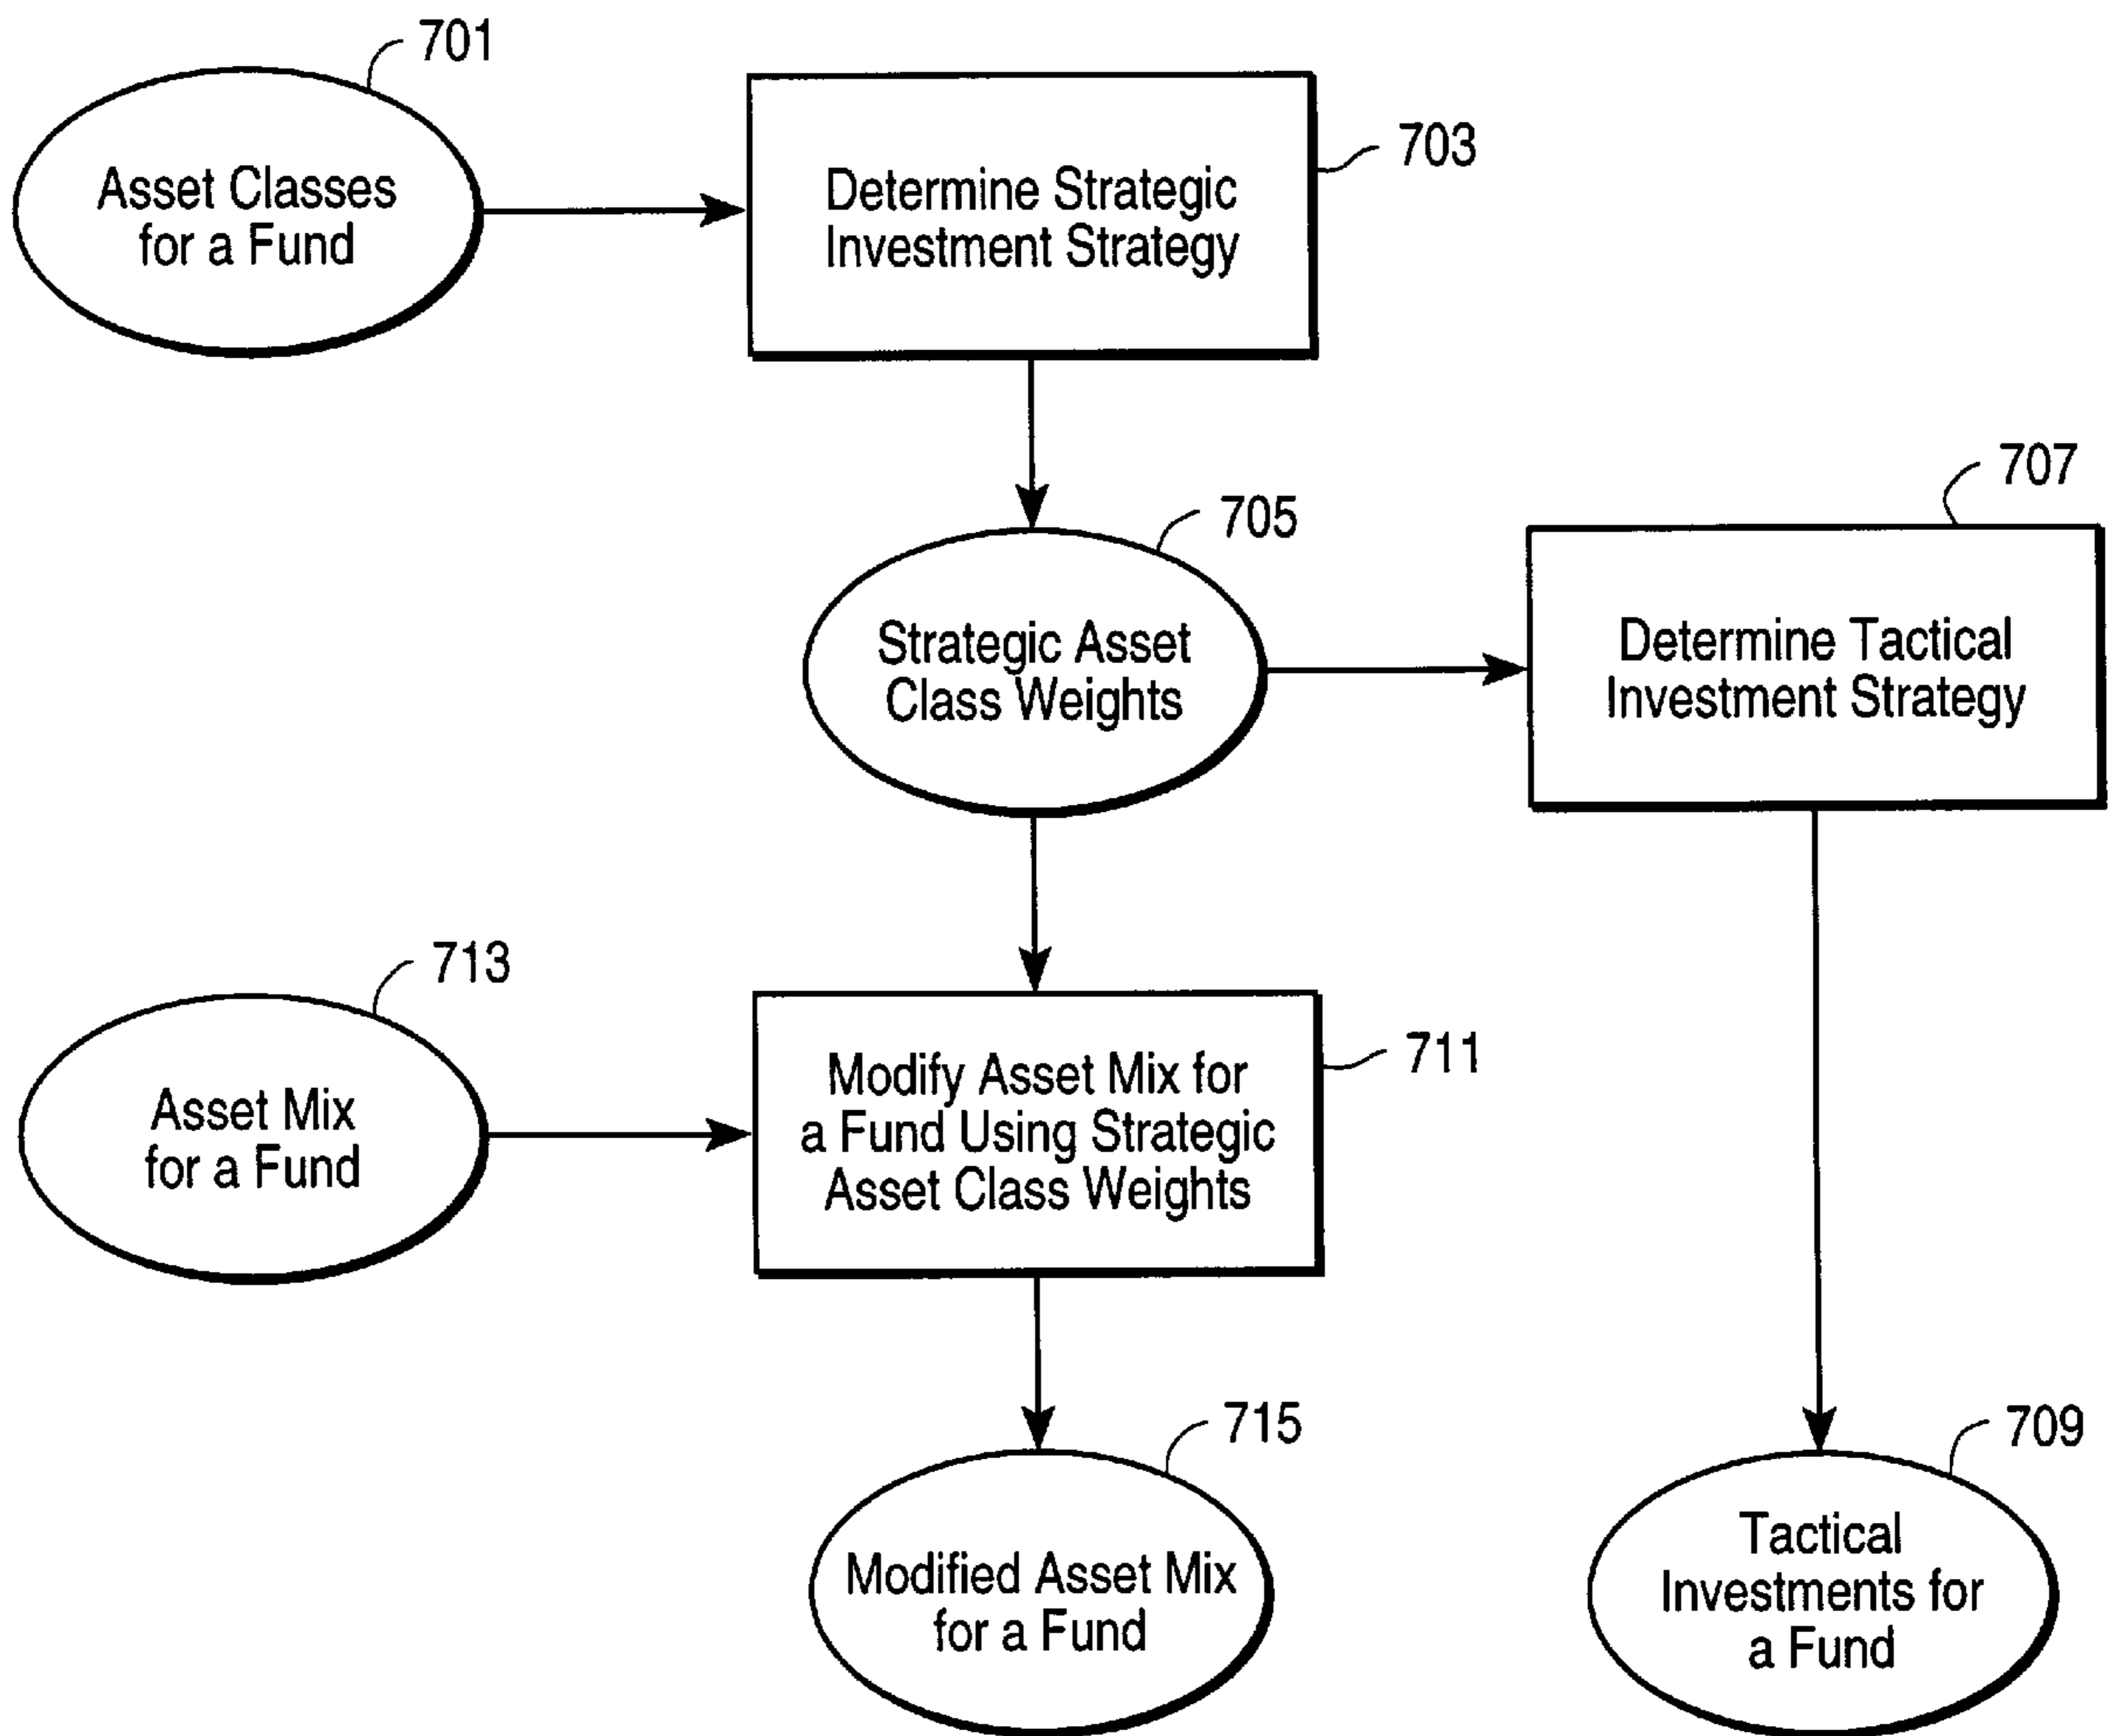 701
Asset Classes
for a Fund
703
Determine Strategic
Investment Strategy
705
Strategic Asset
Class Weights
707
Determine Tactical
Investment Strategy
713
Asset Mix
for a Fund
711
Modify Asset Mix for
a Fund Using Strategic
Asset Class Weights
715
Modified Asset Mix
for a Fund
709
Tactical
Investments for
a Fund